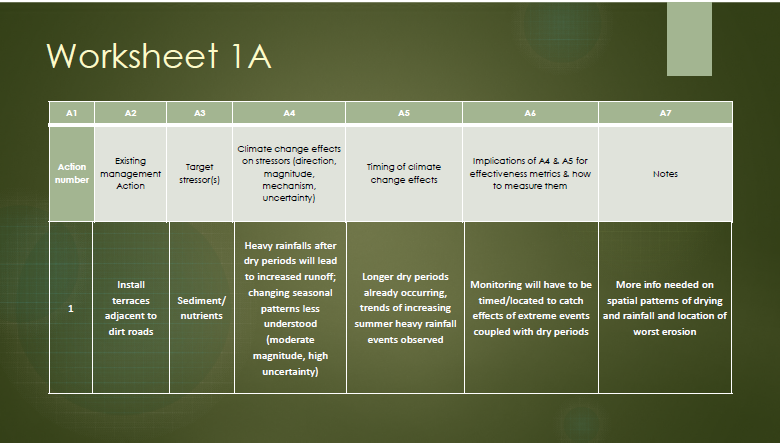 Worksheet 1A
A1
A2
A3
A4
A5
A6
A7
Action
number
Existing
management
Action
Target
stressor(s)
Climate change effects
on stressors (direction,
magnitude,
mechanism,
uncertainty)
Timing of climate
change effects
Implications of A4 & A5 for
effectiveness metrics & how
to measure them
Notes
1
Install
terraces
adjacent to
dirt roads
Sediment/
nutrients
Heavy rainfalls after
dry periods will lead
to increased runoff;
changing seasonal
patterns less
understood
(moderate
magnitude, high
uncertainty)
Longer dry periods
already occurring,
trends of increasing
summer heavy rainfall
events observed
Monitoring will have to be
timed/located to catch
effects of extreme events
coupled with dry periods
More info needed on
spatial patterns of drying
and rainfall and location of
worst erosion